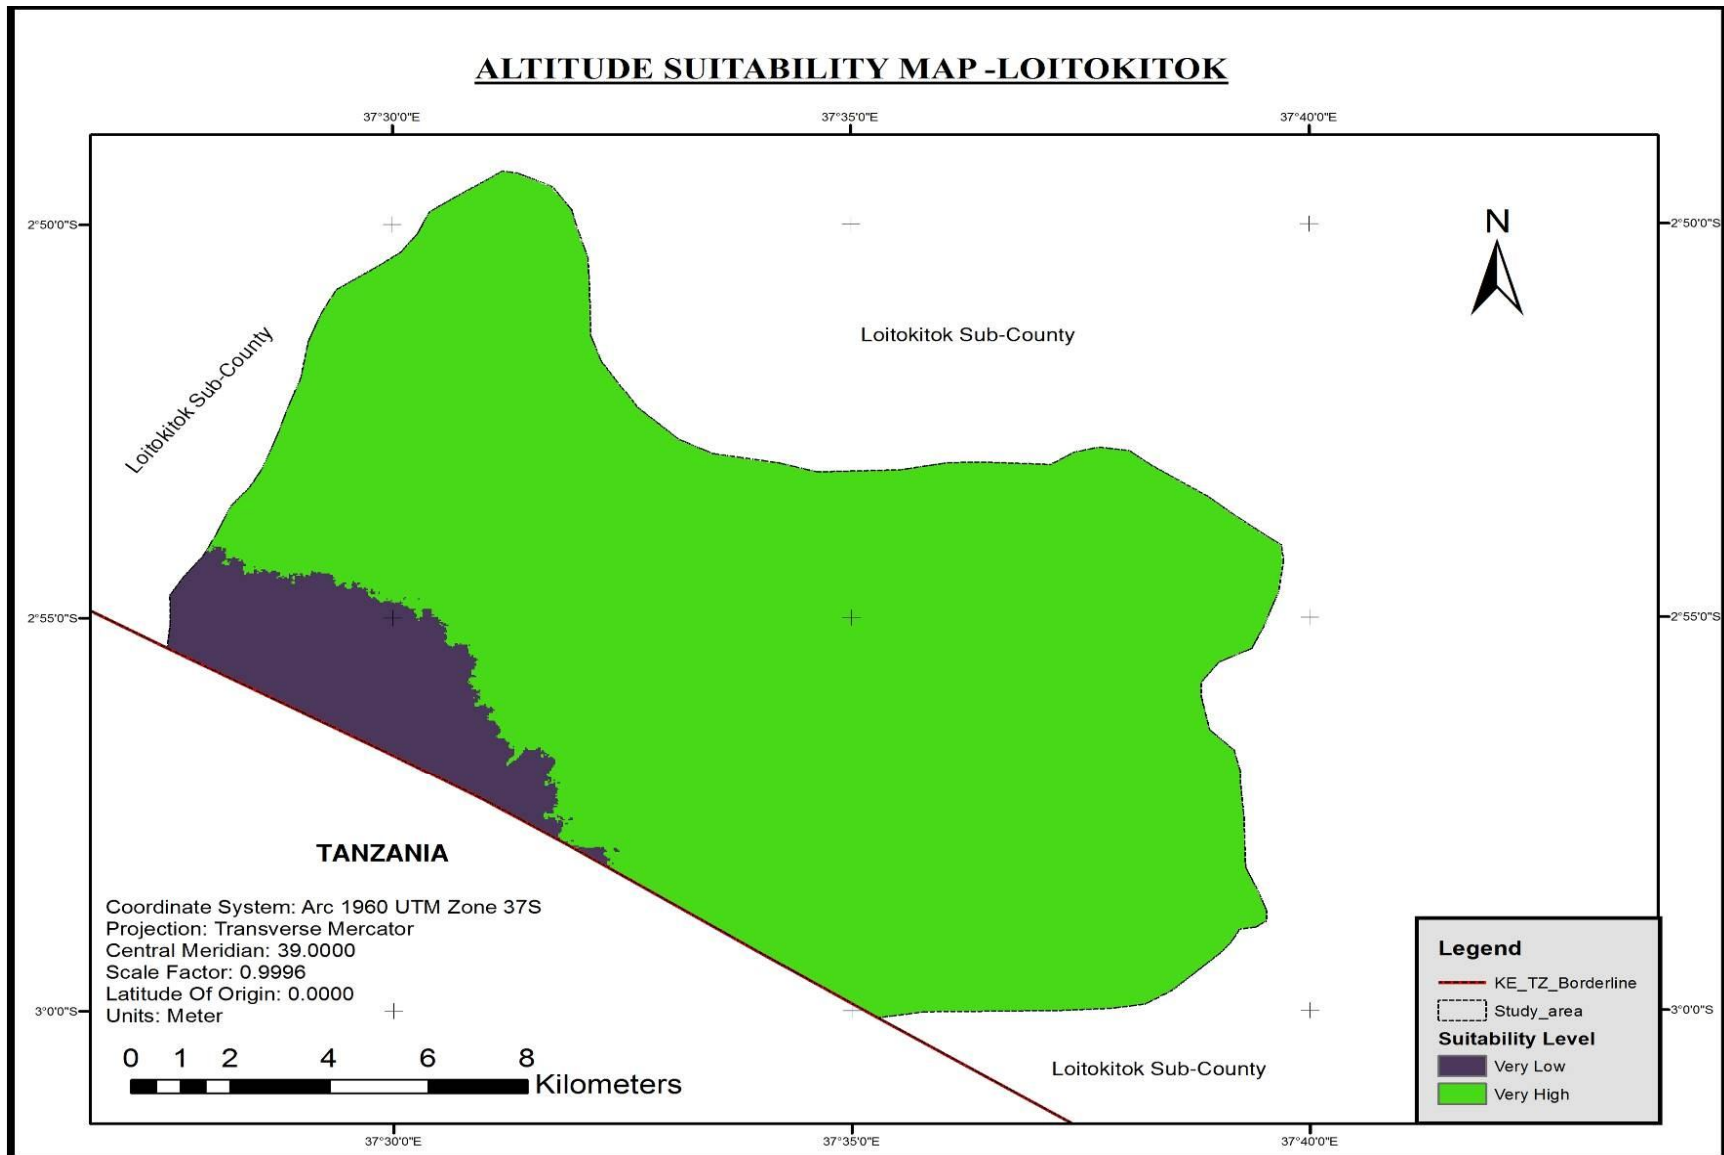 ALTITUDE SUITABILITY MAP -LOITOKITOK
37°30'0"E
37°35'0"E
37°40'0"E
2°50'0"S
2°50'0"S
N
Loitokitok Sub-County
Loitokitok Sub-County
2°55'0"S
2°55'0"S
TANZANIA
Coordinate System: Arc 1960 UTM Zone 37S
Projection: Transverse Mercator
Central Meridian: 39.0000
Scale Factor: 0.9996
Latitude Of Origin: 0.0000
Units: Meter
3°0'0"S
3°0'0"S
0 1 2 4 6 8
Kilometers
Loitokitok Sub-County
Legend
KE_TZ_Borderline
Study_area
Suitability Level
Very Low
Very High
37°30'0"E
37°35'0"E
37°40'0"E